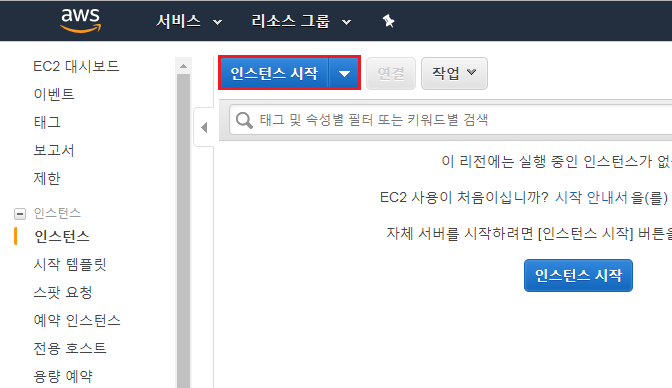 aws 서비스 리소스 그룹
EC2 대시보드
이벤트
태그
보고서
제한
인스턴스
인스턴스
시작 템플릿
스팟 요청
예약 인스턴스
전용 호스트
용량 예약
인스턴스 시작 연결 작업
태그 및 속성별 필터 또는 키워드별 검색
이 리전에는 실행 중인 인스턴스가
EC2 사용이 처음이십니까? 시작 안내서을(를)
자체 서버를 시작하려면 [인스턴스 시작] 버튼을
인스턴스 시작